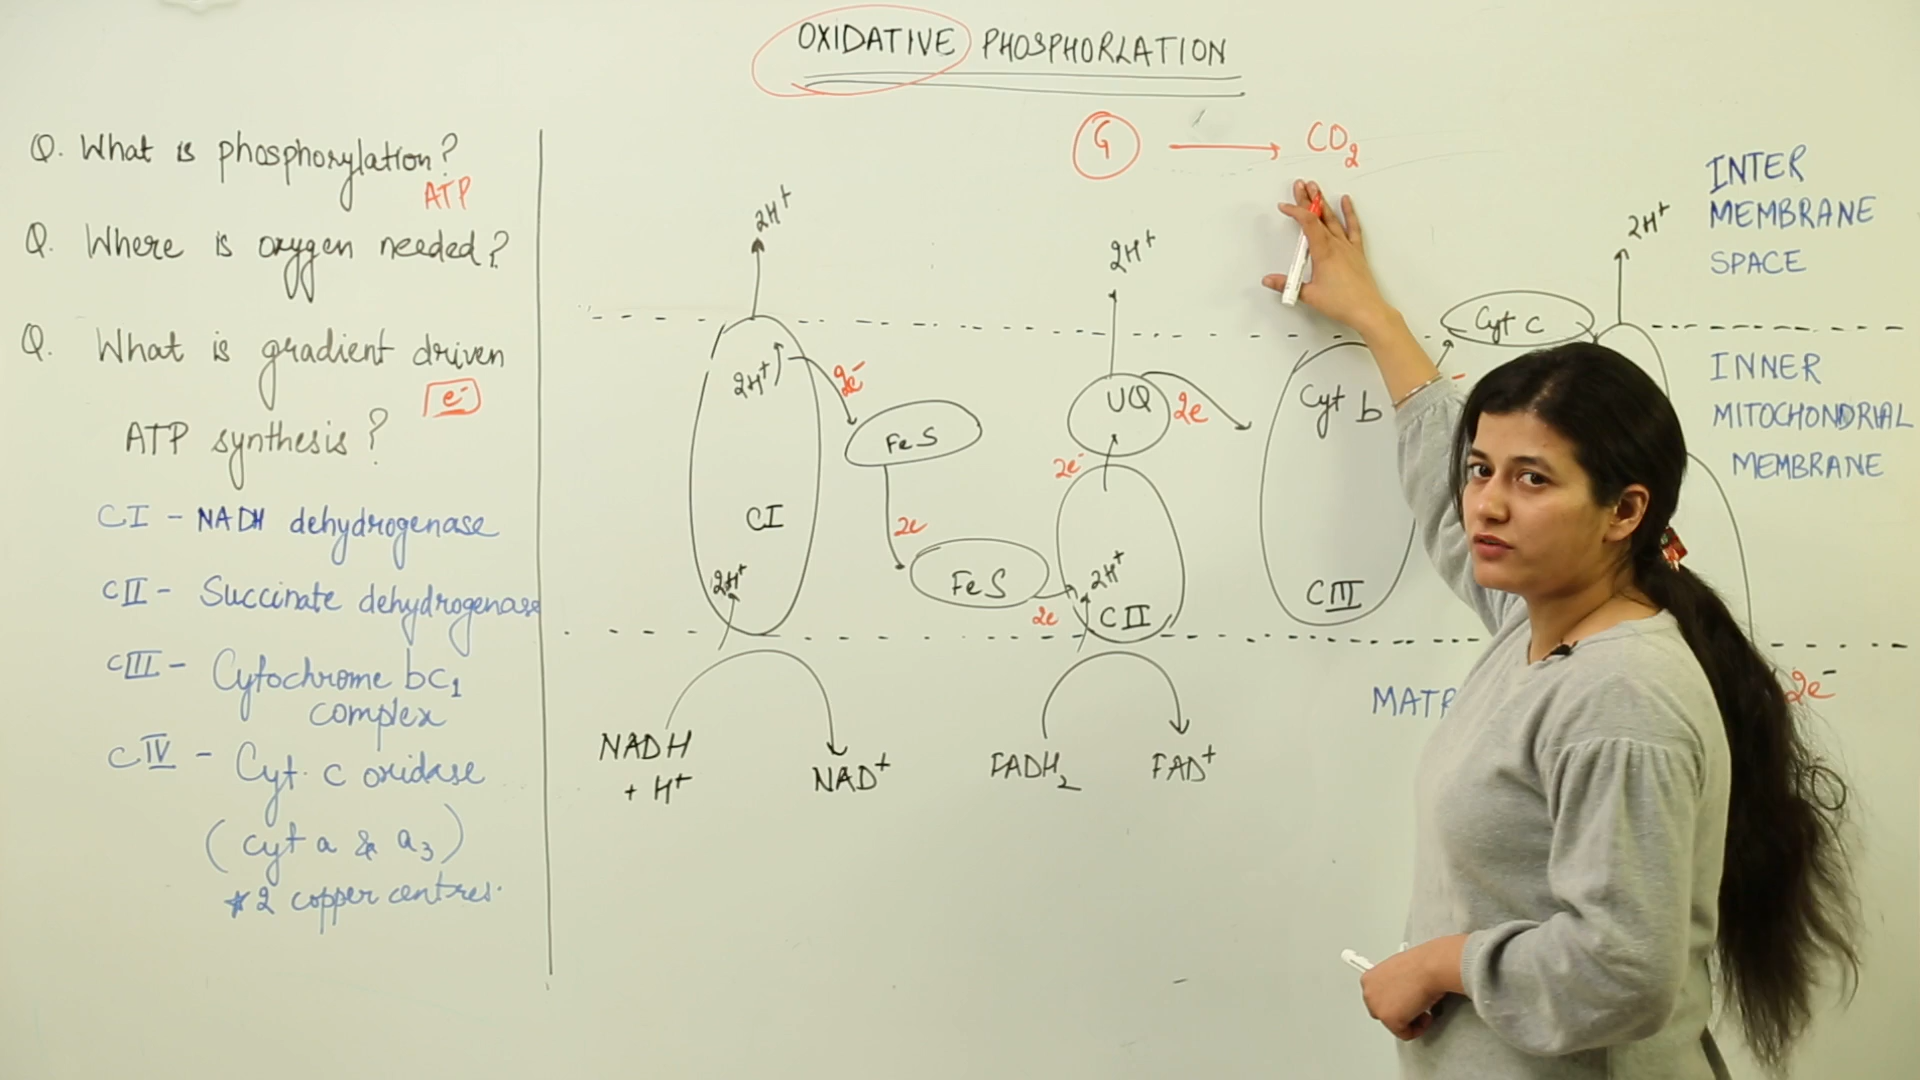 OXIDATIVE PHOSPHORLATION
G → CO₂
Q. What is phosphorylation?
ATP
Q. Where is oxygen needed?
Q. What is gradient driven
e⁻
ATP synthesis?
CI - NADH dehydrogenase
CII - Succinate dehydrogenase
CIII - Cytochrome bc₁
complex
CIV - Cyt. c oxidase
(cyt a & a₃)
* 2 copper centres.
2H⁺
2H⁺
2e⁻
FeS
2e
FeS
2e
CI
2H⁺
NADH
+ H⁺
NAD⁺
2H⁺
UQ
2e
2e⁻
2H⁺
CII
FADH₂
FAD⁺
Cyt b
CIII
Cyt c
2H⁺
INTER
MEMBRANE
SPACE
INNER
MITOCHONDRIAL
MEMBRANE
MATR
2e⁻
O